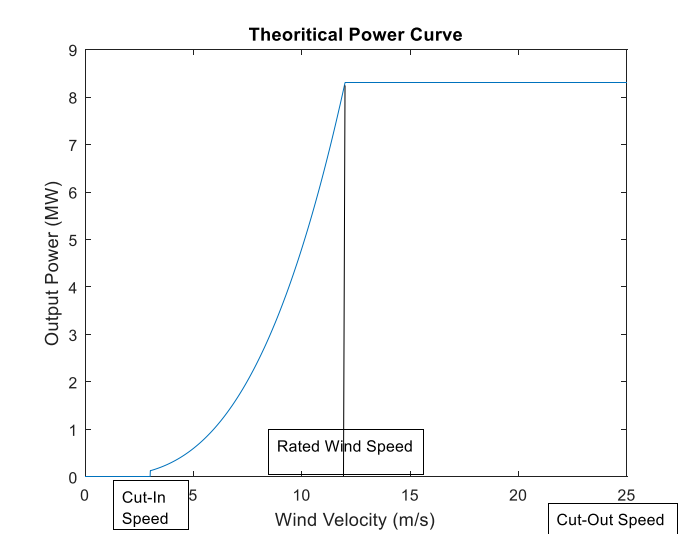 Theoritical Power Curve
9
8
7
6
5
4
3
2
1
0
Output Power (MW)
Rated Wind Speed
0 5 10 15 20 25
Cut-In
Speed
Wind Velocity (m/s)
Cut-Out Speed